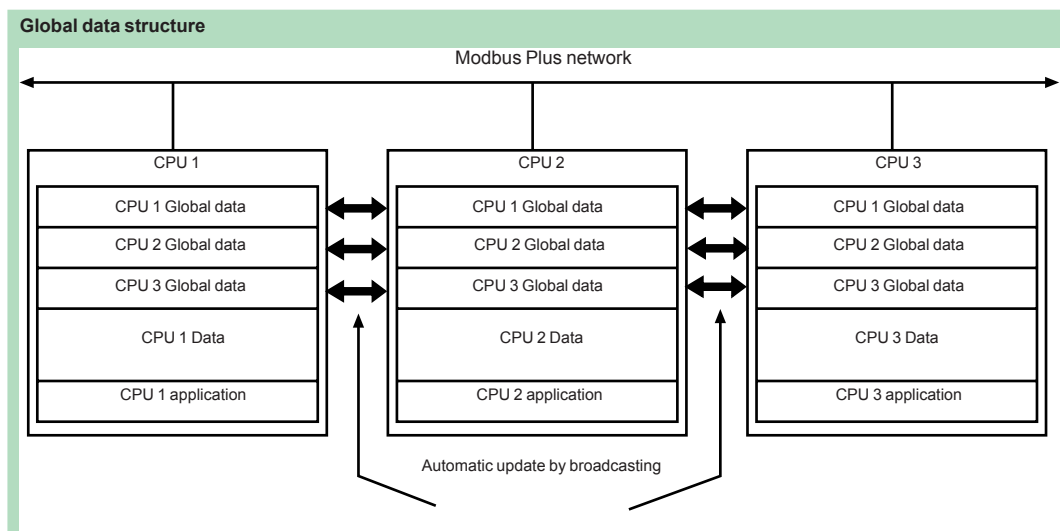 Global data structure
Modbus Plus network
CPU 1
CPU 1 Global data
CPU 2 Global data
CPU 3 Global data
CPU 1 Data
CPU 1 application
CPU 2
CPU 1 Global data
CPU 2 Global data
CPU 3 Global data
CPU 2 Data
CPU 2 application
CPU 3
CPU 1 Global data
CPU 2 Global data
CPU 3 Global data
CPU 3 Data
CPU 3 application
Automatic update by broadcasting